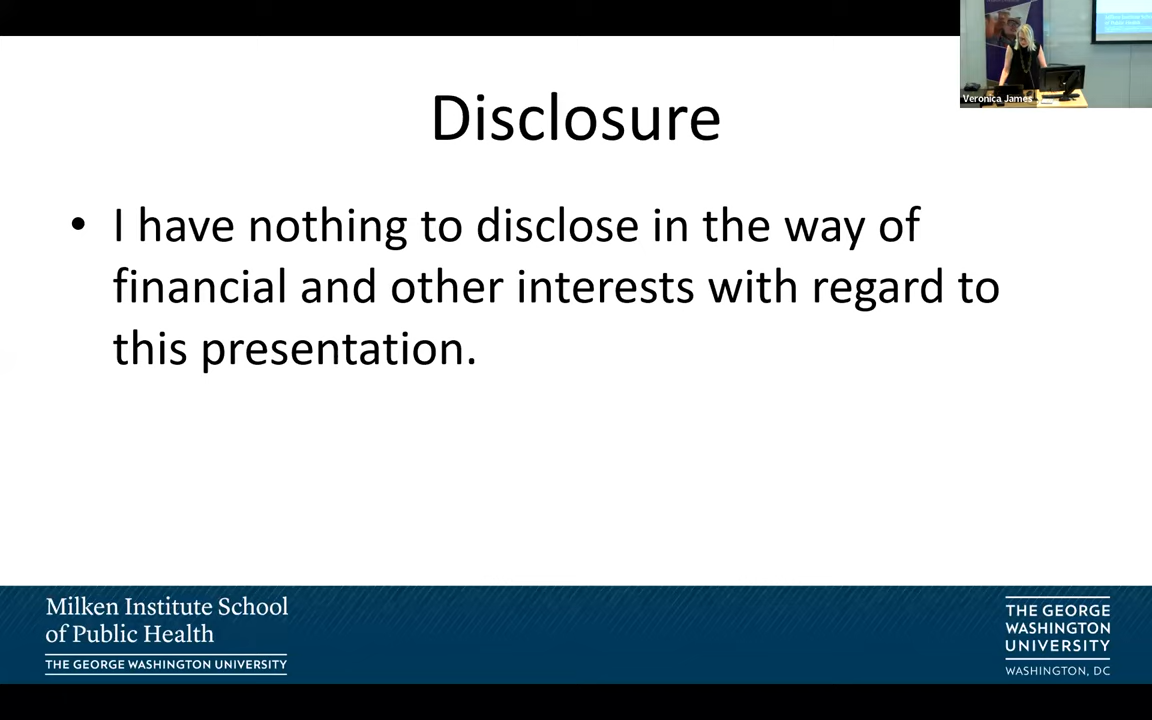 Disclosure
• I have nothing to disclose in the way of
financial and other interests with regard to
this presentation.
Veronica James
Milken Institute School
of Public Health
THE GEORGE WASHINGTON UNIVERSITY
THE GEORGE
WASHINGTON
UNIVERSITY
WASHINGTON, DC